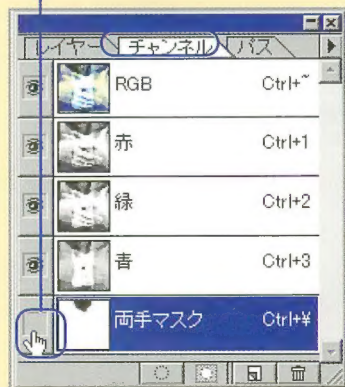 レイヤー チャンネル パス
RGB Ctrl+~
赤 Ctrl+1
緑 Ctrl+2
青 Ctrl+3
両手マスク Ctrl+¥